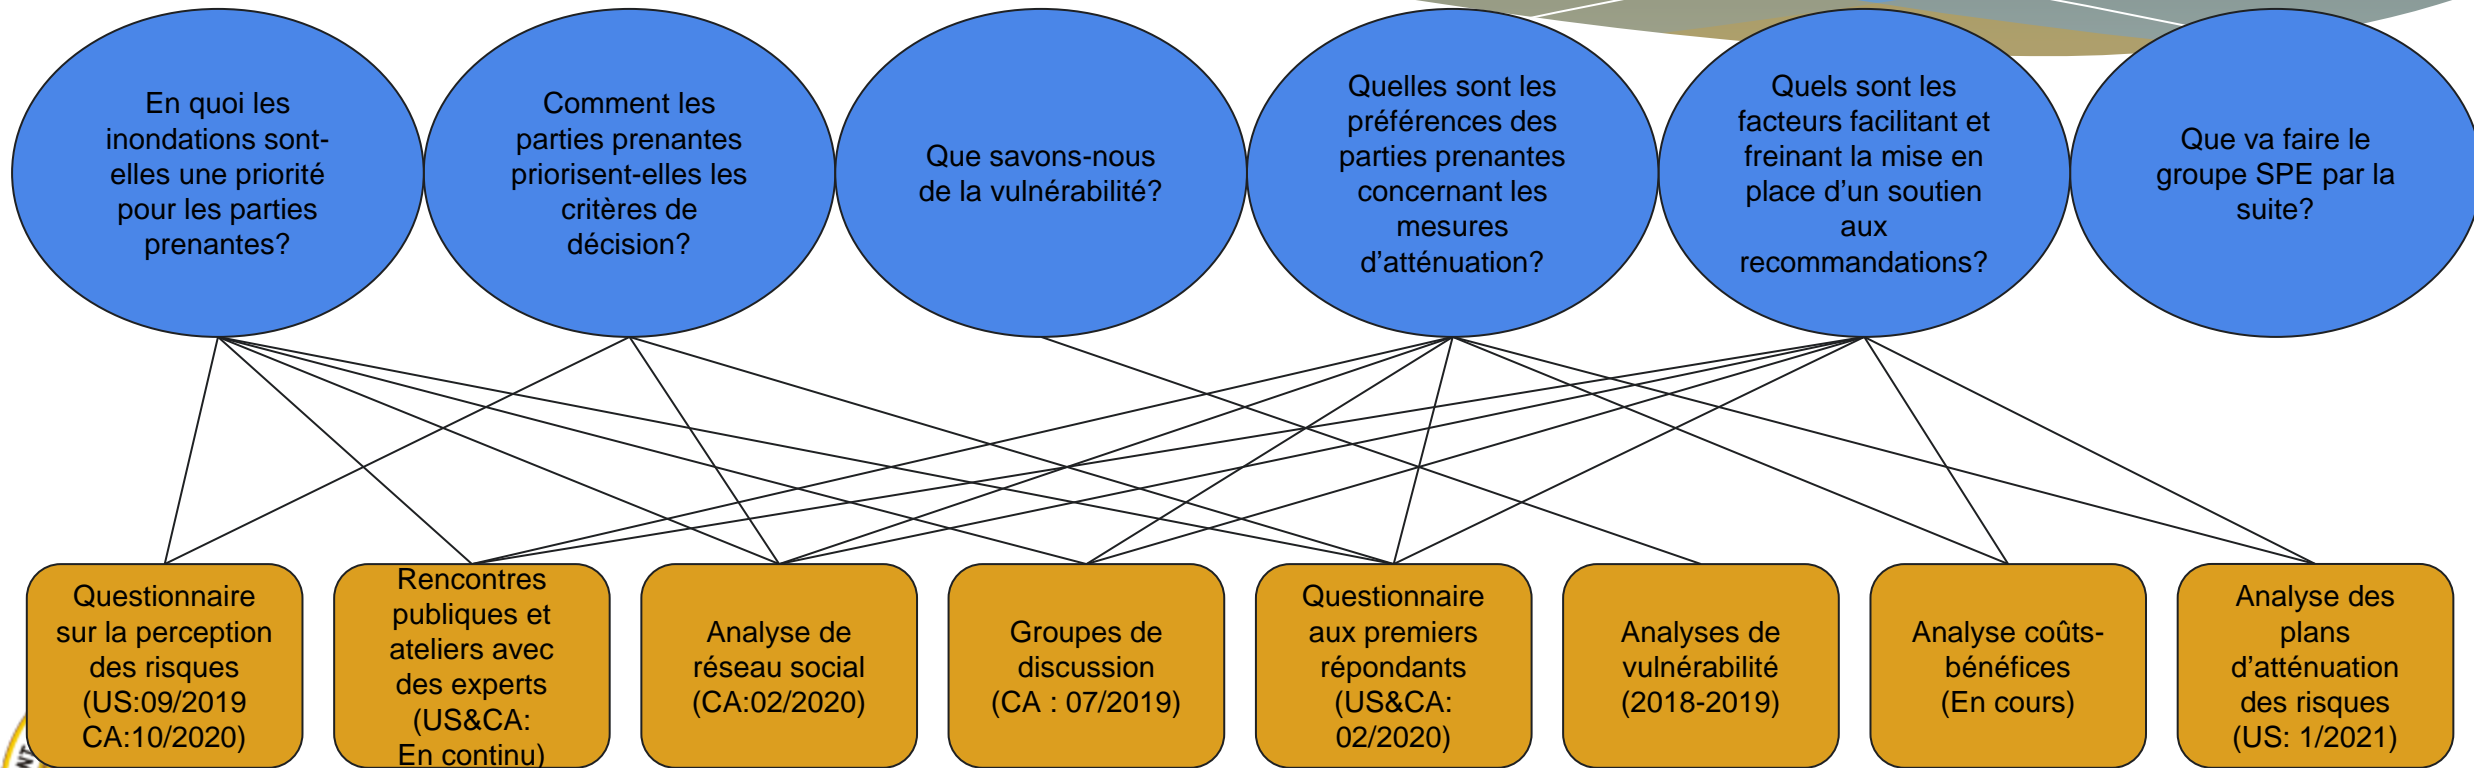 En quoi les
inondations sont-
elles une priorité
pour les parties
prenantes?
Comment les
parties prenantes
priorisent-elles les
critères de
décision?
Que savons-nous
de la vulnérabilité?
Quelles sont les
préférences des
parties prenantes
concernant les
mesures
d'atténuation?
Quels sont les
facteurs facilitant et
freinant la mise en
place d'un soutien
aux
recommandations?
Que va faire le
groupe SPE par la
suite?
Questionnaire
sur la perception
des risques
(US:09/2019
CA:10/2020)
Rencontres
publiques et
ateliers avec
des experts
(US&CA:
En continu)
Analyse de
réseau social
(CA:02/2020)
Groupes de
discussion
(CA : 07/2019)
Questionnaire
aux premiers
répondants
(US&CA:
02/2020)
Analyses de
vulnérabilité
(2018-2019)
Analyse coûts-
bénéfices
(En cours)
Analyse des
plans
d'atténuation
des risques
(US: 1/2021)